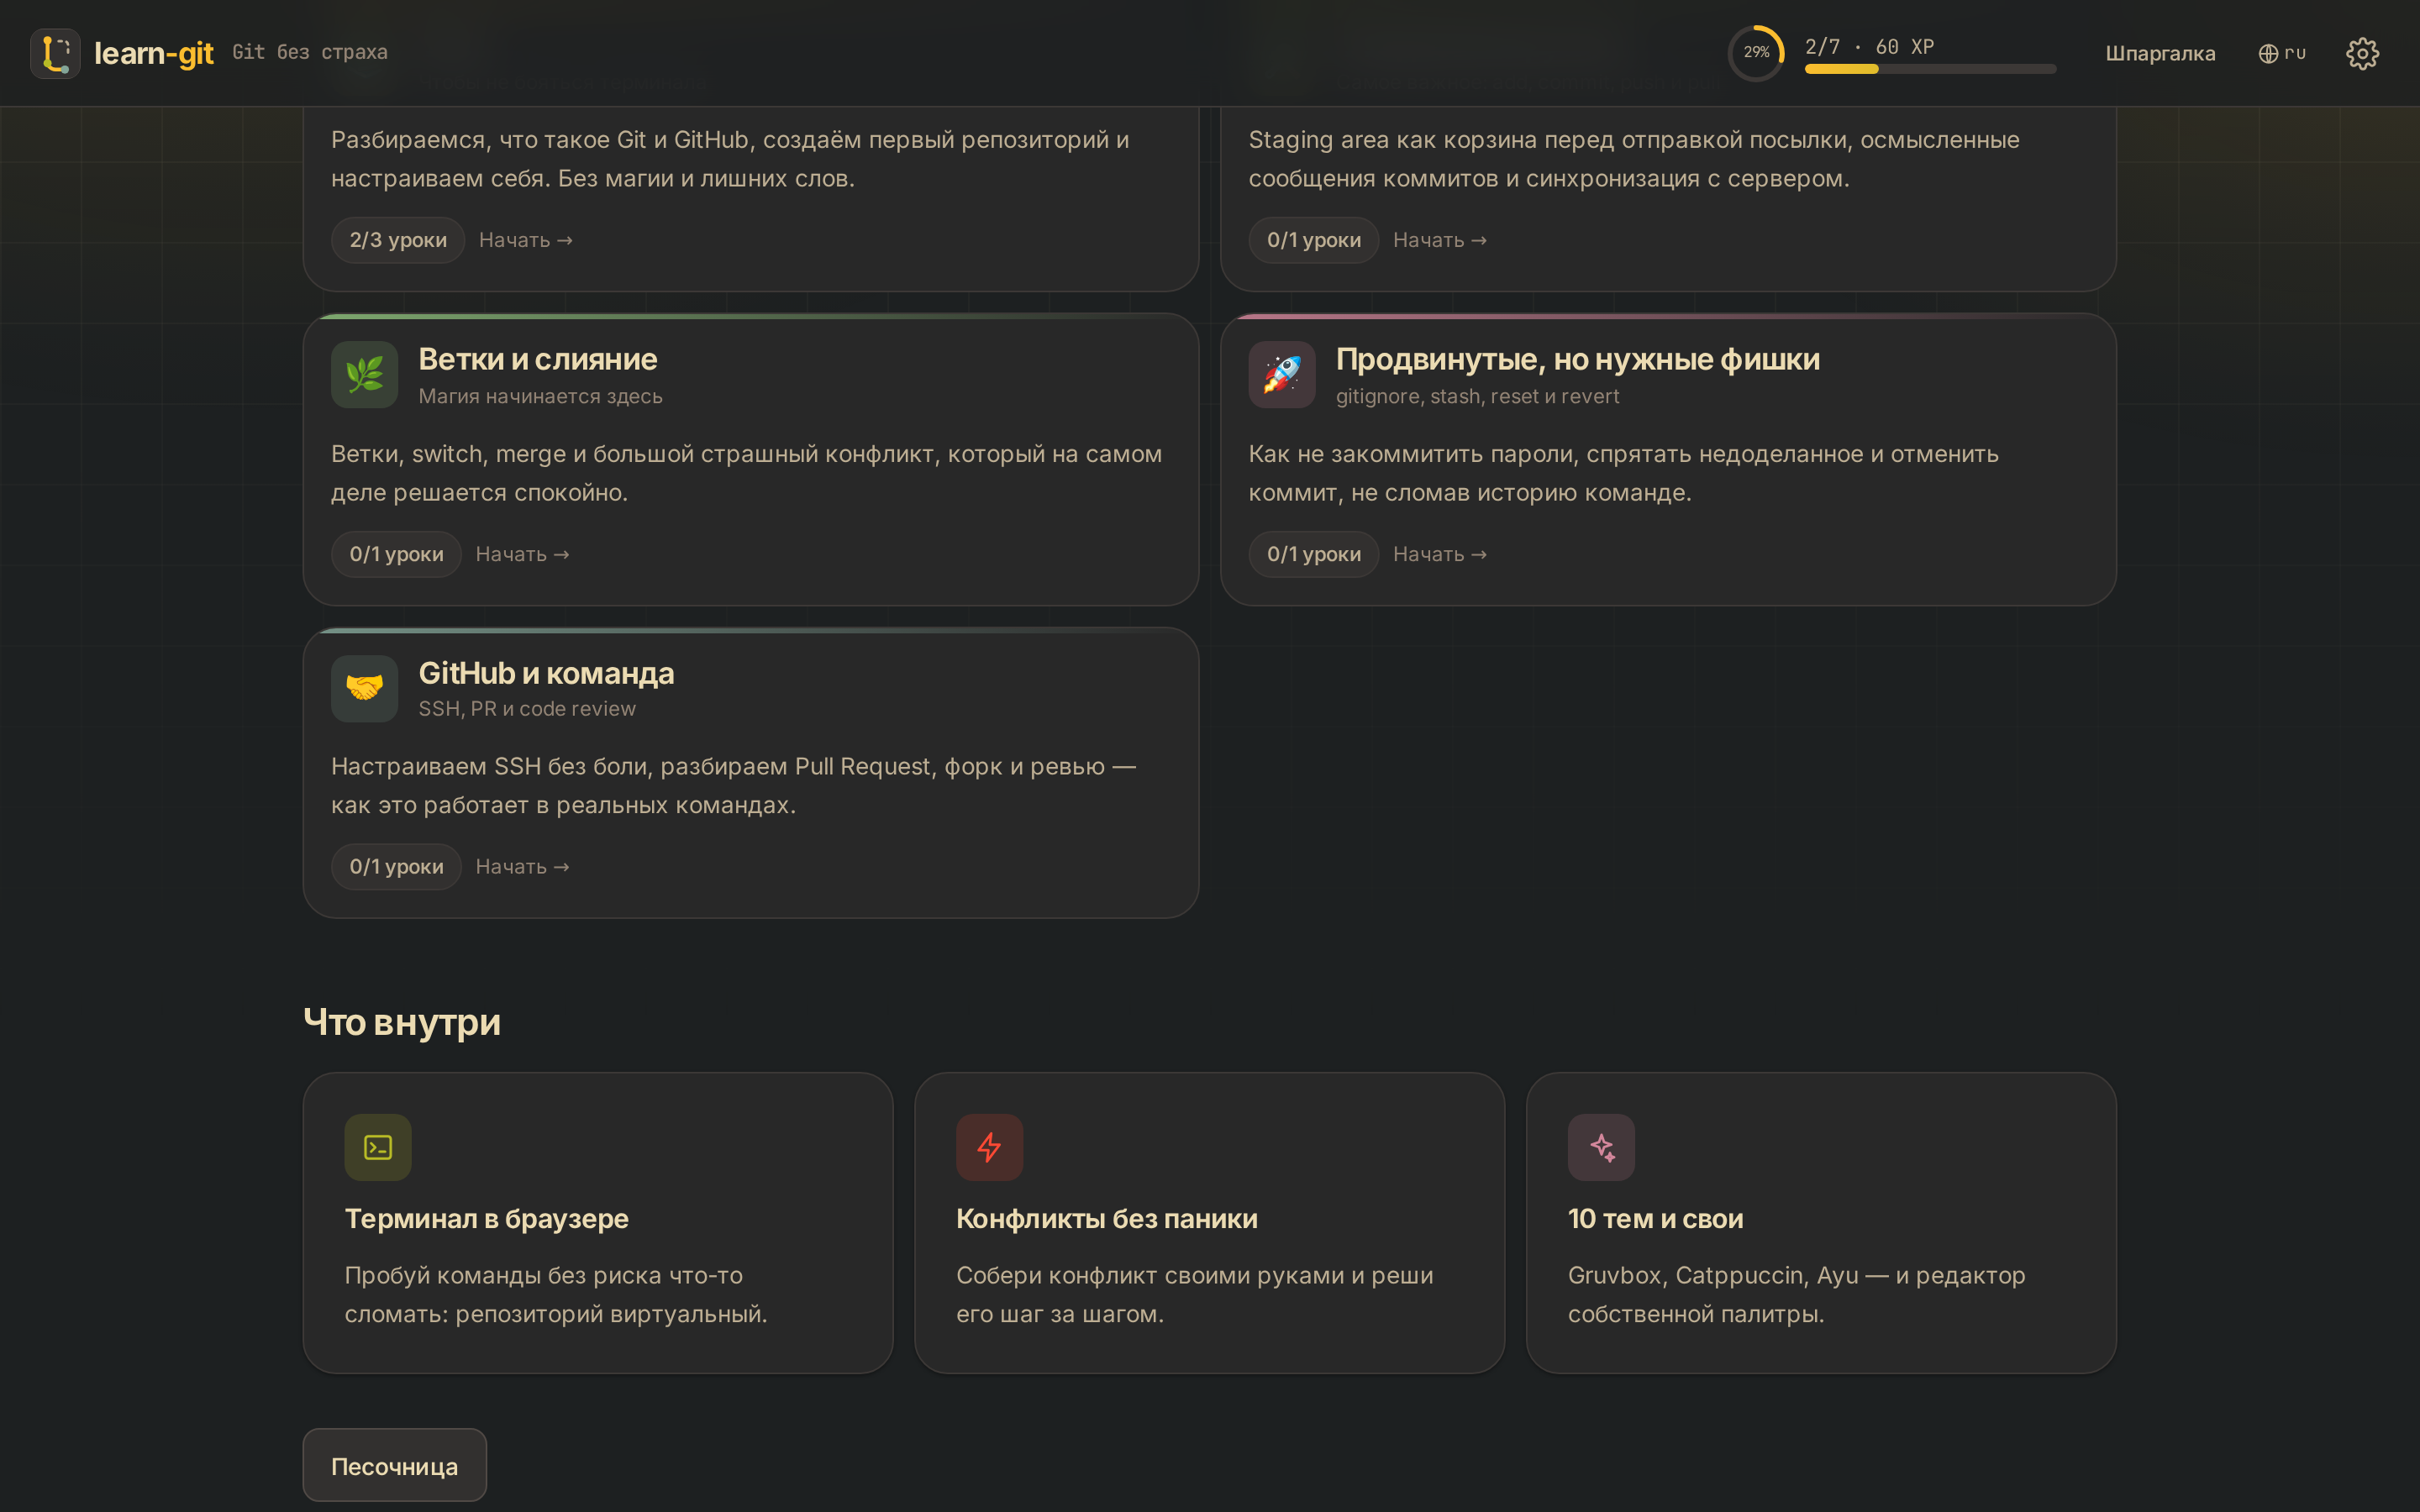 learn-git Git без страха
29%
2/7 · 60 XP
Шпаргалка
ru
Разбираемся, что такое Git и GitHub, создаём первый репозиторий и
настраиваем себя. Без магии и лишних слов.
2/3 уроки Начать →
Staging area как корзина перед отправкой посылки, осмысленные
сообщения коммитов и синхронизация с сервером.
0/1 уроки Начать →
Ветки и слияние
Магия начинается здесь
Ветки, switch, merge и большой страшный конфликт, который на самом
деле решается спокойно.
0/1 уроки Начать →
Продвинутые, но нужные фишки
gitignore, stash, reset и revert
Как не закоммитить пароли, спрятать недоделанное и отменить
коммит, не сломав историю команде.
0/1 уроки Начать →
GitHub и команда
SSH, PR и code review
Настраиваем SSH без боли, разбираем Pull Request, форк и ревью —
как это работает в реальных командах.
0/1 уроки Начать →
Что внутри
Терминал в браузере
Пробуй команды без риска что-то
сломать: репозиторий виртуальный.
Конфликты без паники
Собери конфликт своими руками и реши
его шаг за шагом.
10 тем и свои
Gruvbox, Catppuccin, Ayu — и редактор
собственной палитры.
Песочница